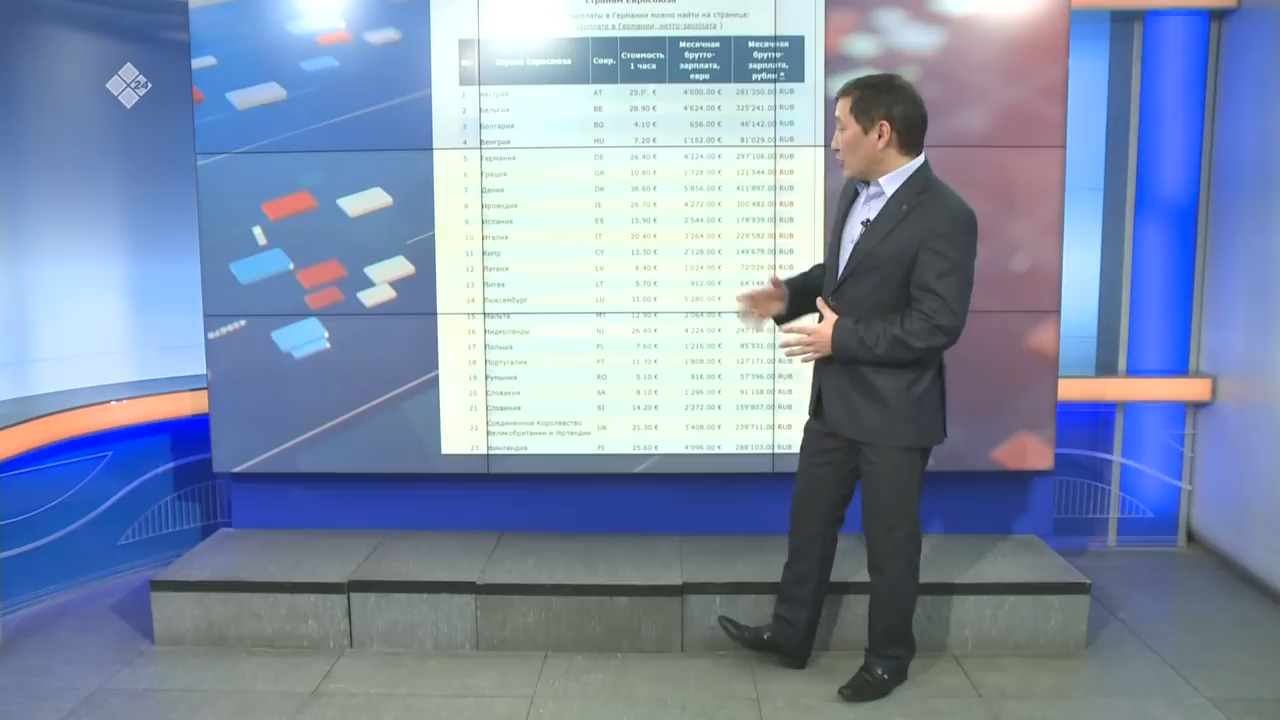 24
странам Евросоюза
зарплаты в Германии можно найти на странице:
зарплате в Германии, нетто-зарплата )
Страна Евросоюза Сокр. Стоимость 1 часа Месячная брутто-зарплата, евро Месячная брутто-зарплата, рубли *
1 Австрия AT 25.0 € 4'000.00 € 281'350.00 RUB
2 Бельгия BE 28.90 € 4'624.00 € 325'241.00 RUB
3 Болгария BG 4.10 € 656.00 € 46'142.00 RUB
4 Венгрия HU 7.20 € 1'152.00 € 81'029.00 RUB
5 Германия DE 26.40 € 4'224.00 € 297'106.00 RUB
6 Греция GR 10.80 € 1'728.00 € 121'544.00 RUB
7 Дания DK 36.60 € 5'856.00 € 411'897.00 RUB
8 Ирландия IE 26.70 € 4'272.00 € 300'482.00 RUB
9 Испания ES 15.90 € 2'544.00 € 178'939.00 RUB
10 Италия IT 20.40 € 3'264.00 € 229'582.00 RUB
11 Кипр CY 13.30 € 2'128.00 € 149'679.00 RUB
12 Латвия LV 6.40 € 1'024.00 € 72'026.00 RUB
13 Литва LT 5.70 € 912.00 € RUB
14 Люксембург LU 33.00 € 5'280.00 €
15 Мальта MT 12.90 € 2'064.00 €
16 Нидерланды NL 26.40 € 4'224.00 € RUB
17 Польша PL 7.60 € 1'216.00 € 85'531.00 RUB
18 Португалия PT 11.30 € 1'808.00 € 127'171.00 RUB
19 Румыния RO 5.10 € 816.00 € 57'396.00 RUB
20 Словакия SK 8.10 € 1'296.00 € 91'158.00 RUB
21 Словения SI 14.20 € 2'272.00 € 159'807.00 RUB
22 Соединенное Королевство Великобритании и Ирландии UK 21.30 € 3'408.00 € 239'711.00 RUB
23 Финляндия FI 25.60 € 4'096.00 € 288'103.00 RUB